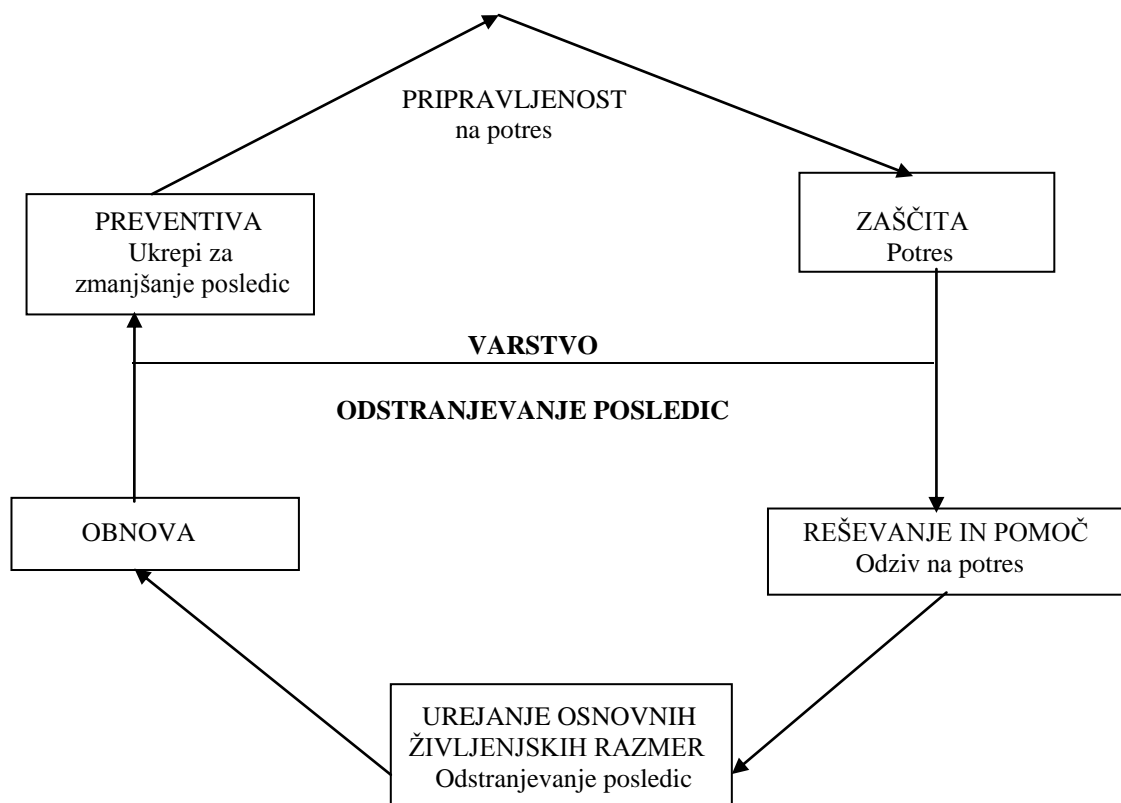 PRIPRAVLJENOST
na potres
PREVENTIVA
Ukrepi za
zmanjšanje posledic
ZAŠČITA
Potres
VARSTVO
ODSTRANJEVANJE POSLEDIC
OBNOVA
REŠEVANJE IN POMOČ
Odziv na potres
UREJANJE OSNOVNIH
ŽIVLJENJSKIH RAZMER
Odstranjevanje posledic